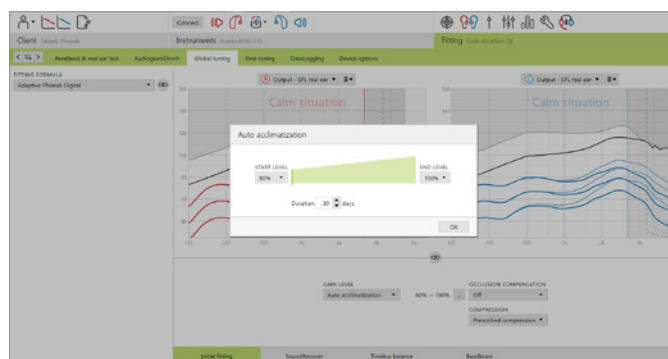 Connect
Client Target, Phonak
Instruments
Fitting Calm situation
Feedback & real ear test
AudiogramDirect
Global tuning
Fine tuning
DataLogging
Device options
FITTING FORMULA
Adaptive Phonak Digital
Output - SPL real ear
Output - SPL real ear
Calm situation
Calm situation
Auto acclimatization
START LEVEL
END LEVEL
80%
100%
Duration 30 days
OK
GAIN LEVEL
OCCLUSION COMPENSATION
Auto acclimatization
80% → 100%
...
Off
COMPRESSION
Prescribed compression
Initial fitting
SoundRecover
Tinnitus balance